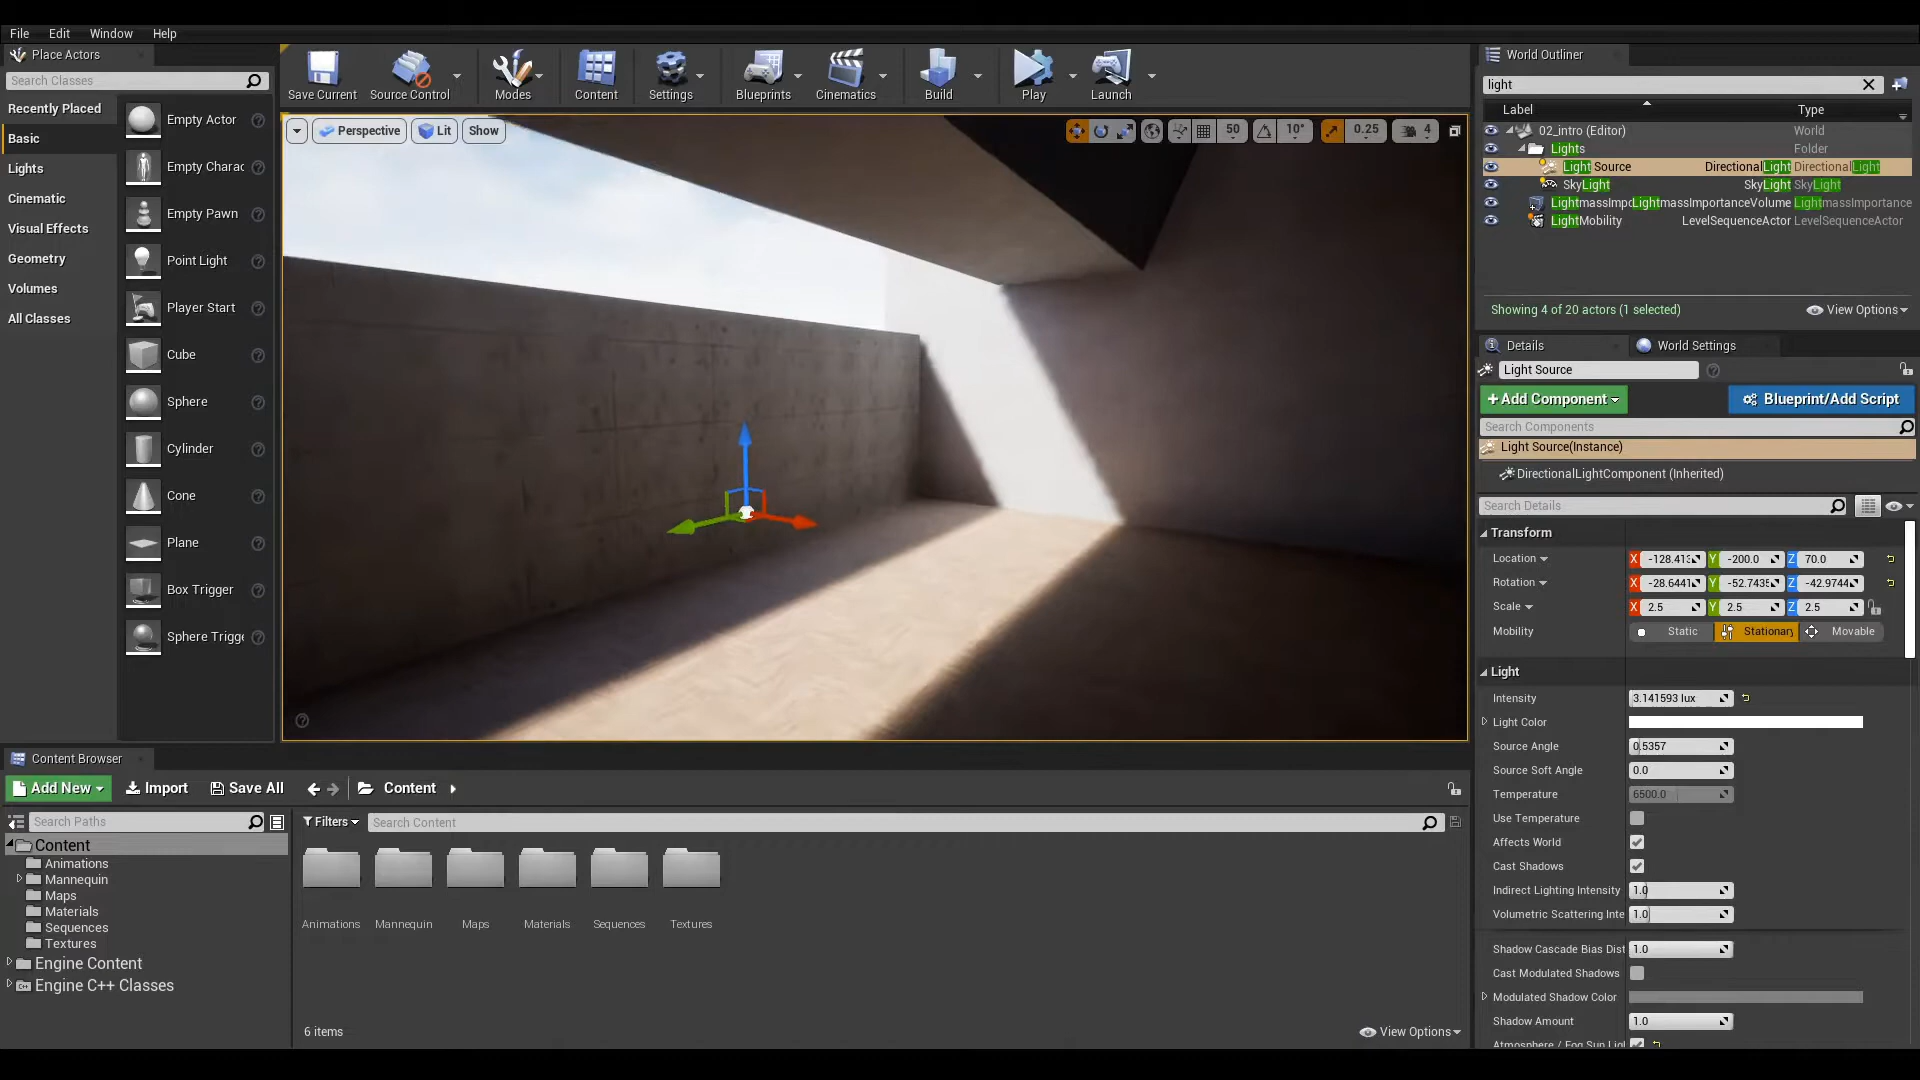 File Edit Window Help
Place Actors
Search Classes
Recently Placed
Basic
Lights
Cinematic
Visual Effects
Geometry
Volumes
All Classes
Empty Actor
Empty Charac
Empty Pawn
Point Light
Player Start
Cube
Sphere
Cylinder
Cone
Plane
Box Trigger
Sphere Trigge
Save Current
Source Control
Modes
Content
Settings
Blueprints
Cinematics
Build
Play
Launch
Perspective Lit Show
50 10° 0.25 4
World Outliner
light
Label Type
02_intro (Editor) World
Lights Folder
Light Source DirectionalLight DirectionalLight
SkyLight SkyLight SkyLight
LightmassImpc LightmassImportanceVolume LightmassImportance
LightMobility LevelSequenceActor LevelSequenceActor
Showing 4 of 20 actors (1 selected) View Options
Details World Settings
Light Source
+Add Component Blueprint/Add Script
Search Components
Light Source(Instance)
DirectionalLightComponent (Inherited)
Search Details
Transform
Location X Y -200.0 Z 70.0
Rotation X Y Z
Scale X 2.5 Y 2.5 Z 2.5
Mobility Static Stationary Movable
Light
Intensity 3.141593 lux
Light Color
Source Angle 0.5357
Source Soft Angle 0.0
Temperature 6500.0
Use Temperature
Affects World
Cast Shadows
Indirect Lighting Intensity 1.0
Volumetric Scattering Inte 1.0
Shadow Cascade Bias Dist 1.0
Cast Modulated Shadows
Modulated Shadow Color
Shadow Amount 1.0
Atmosphere / Fog Sun Ligl
Content Browser
Add New Import Save All Content
Search Paths
Content
Animations
Mannequin
Maps
Materials
Sequences
Textures
Engine Content
Engine C++ Classes
Filters Search Content
Animations Mannequin Maps Materials Sequences Textures
6 items View Options